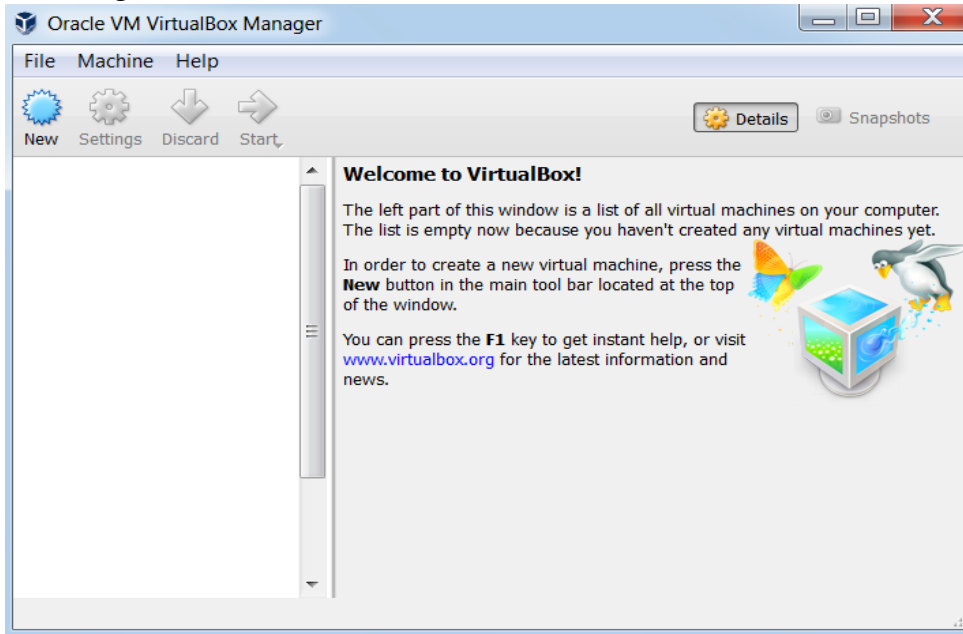 Oracle VM VirtualBox Manager
File Machine Help
New Settings Discard Start
Details Snapshots
Welcome to VirtualBox!
The left part of this window is a list of all virtual machines on your computer.
The list is empty now because you haven't created any virtual machines yet.
In order to create a new virtual machine, press the
New button in the main tool bar located at the top
of the window.
You can press the F1 key to get instant help, or visit
www.virtualbox.org for the latest information and
news.